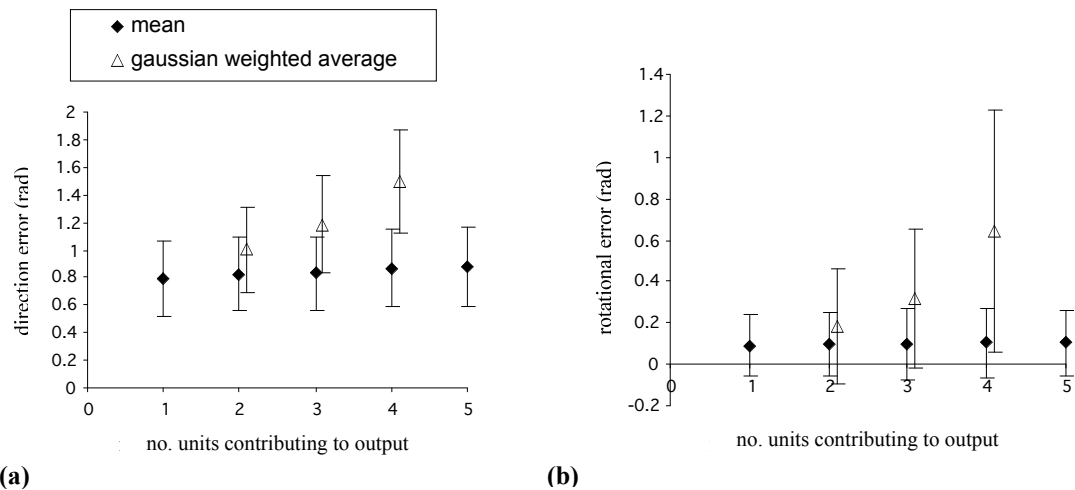 mean
gaussian weighted average
direction error (rad)
2
1.8
1.6
1.4
1.2
1
0.8
0.6
0.4
0.2
0
0 1 2 3 4 5
no. units contributing to output
(a)
rotational error (rad)
1.4
1.2
1
0.8
0.6
0.4
0.2
0
-0.2
0 1 2 3 4 5
no. units contributing to output
(b)